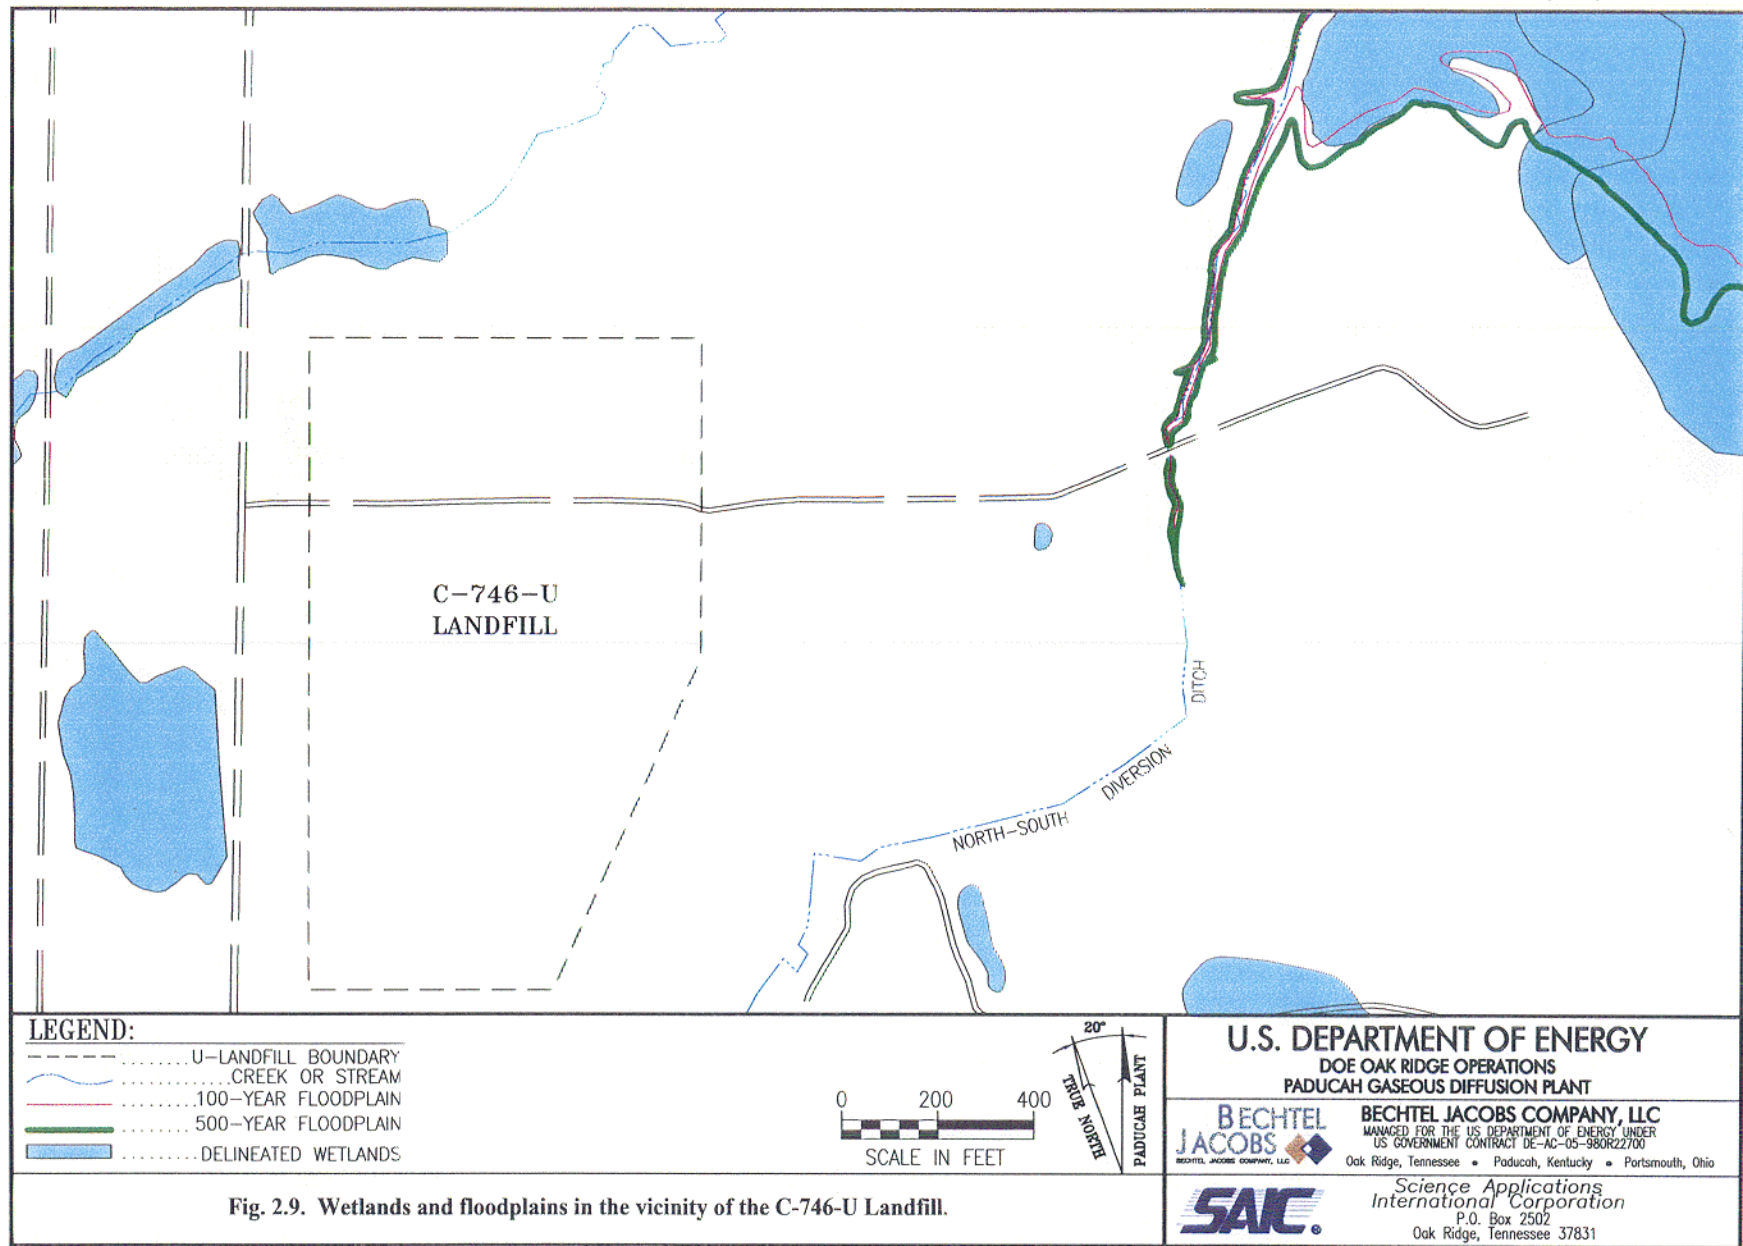 C-746-U
LANDFILL
DITCH
DIVERSION
NORTH-SOUTH
LEGEND:
U-LANDFILL BOUNDARY
CREEK OR STREAM
100-YEAR FLOODPLAIN
500-YEAR FLOODPLAIN
DELINEATED WETLANDS
0 200 400
SCALE IN FEET
20°
TRUE NORTH
PADUCAH PLANT
U.S. DEPARTMENT OF ENERGY
DOE OAK RIDGE OPERATIONS
PADUCAH GASEOUS DIFFUSION PLANT
BECHTEL
JACOBS
BECHTEL JACOBS COMPANY, LLC
BECHTEL JACOBS COMPANY, LLC
MANAGED FOR THE US DEPARTMENT OF ENERGY UNDER
US GOVERNMENT CONTRACT DE-AC-05-98OR22700
Oak Ridge, Tennessee • Paducah, Kentucky • Portsmouth, Ohio
SAIC®
Science Applications
International Corporation
P.O. Box 2502
Oak Ridge, Tennessee 37831
Fig. 2.9. Wetlands and floodplains in the vicinity of the C-746-U Landfill.